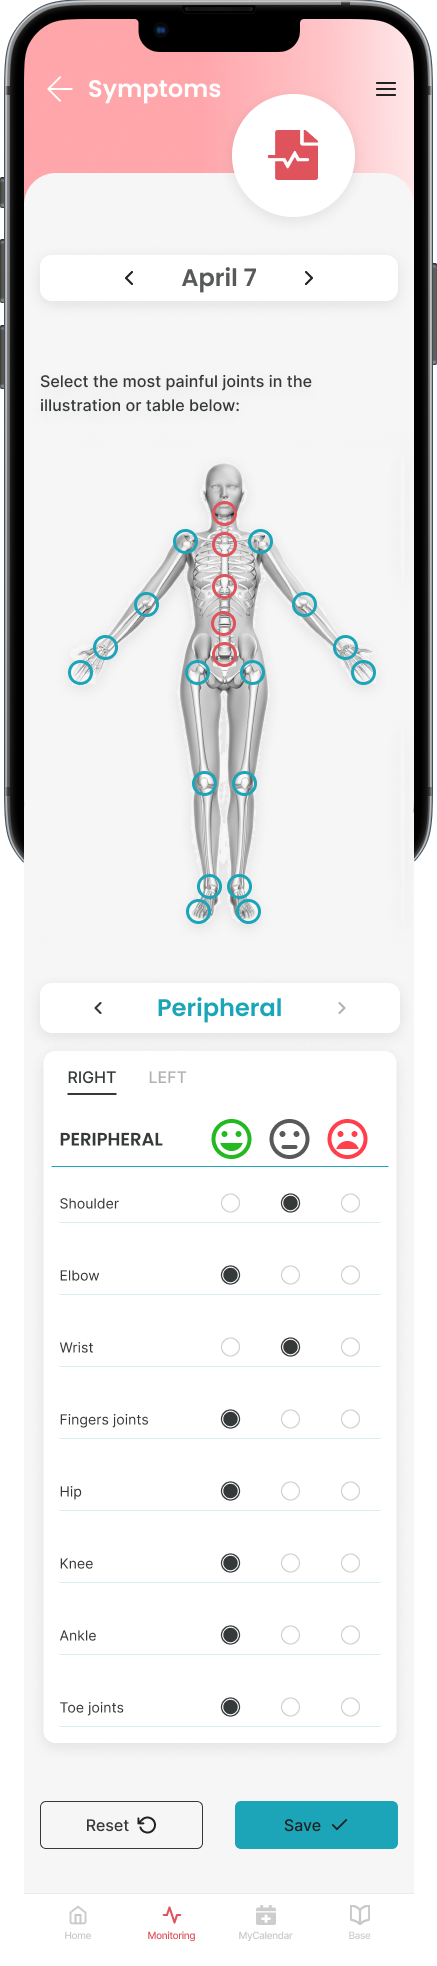 Symptoms
April 7
Select the most painful joints in the
illustration or table below:
Peripheral
RIGHT LEFT
PERIPHERAL
Shoulder
Elbow
Wrist
Fingers joints
Hip
Knee
Ankle
Toe joints
Reset Save
Home Monitoring MyCalendar Base